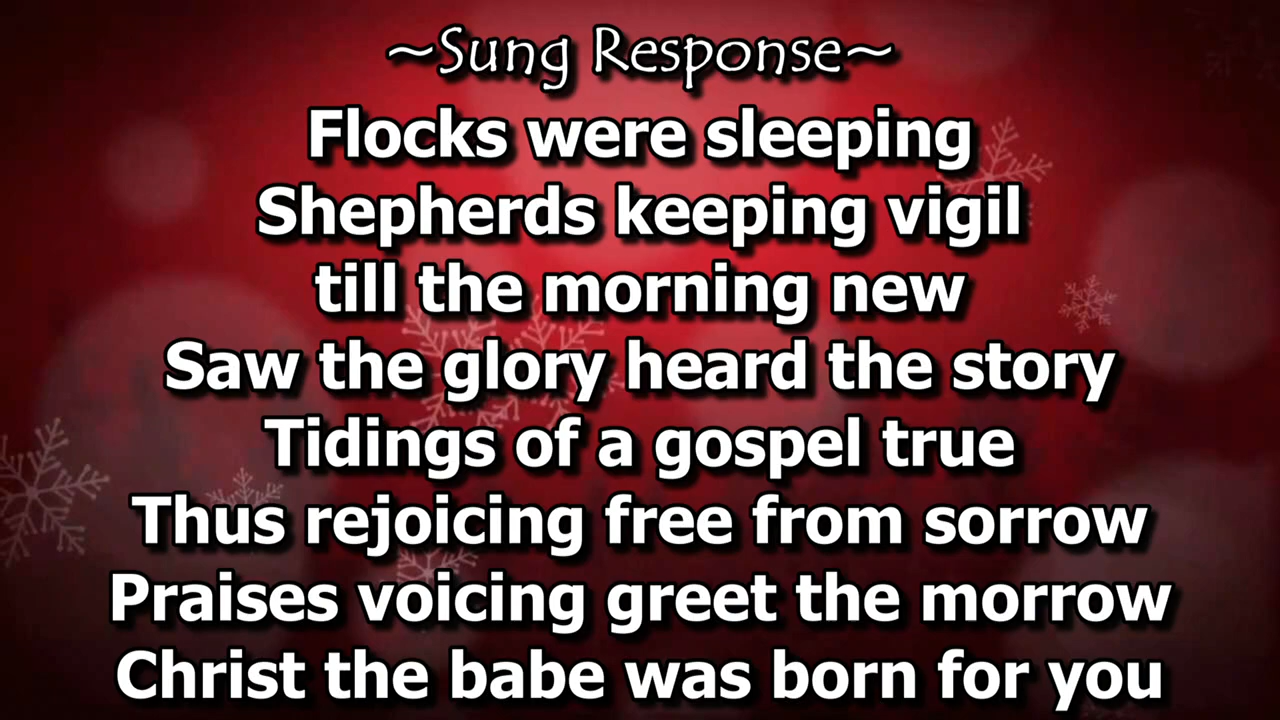 ~Sung Response~
Flocks were sleeping
Shepherds keeping vigil
till the morning new
Saw the glory heard the story
Tidings of a gospel true
Thus rejoicing free from sorrow
Praises voicing greet the morrow
Christ the babe was born for you